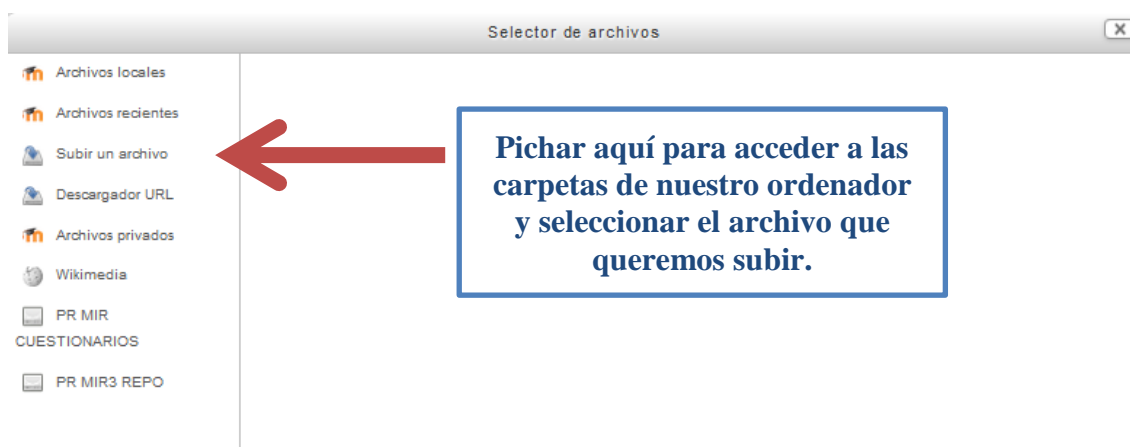 Selector de archivos
X
Archivos locales
Archivos recientes
Subir un archivo
Descargador URL
Archivos privados
Wikimedia
PR MIR
CUESTIONARIOS
PR MIR3 REPO
Pichar aquí para acceder a las
carpetas de nuestro ordenador
y seleccionar el archivo que
queremos subir.